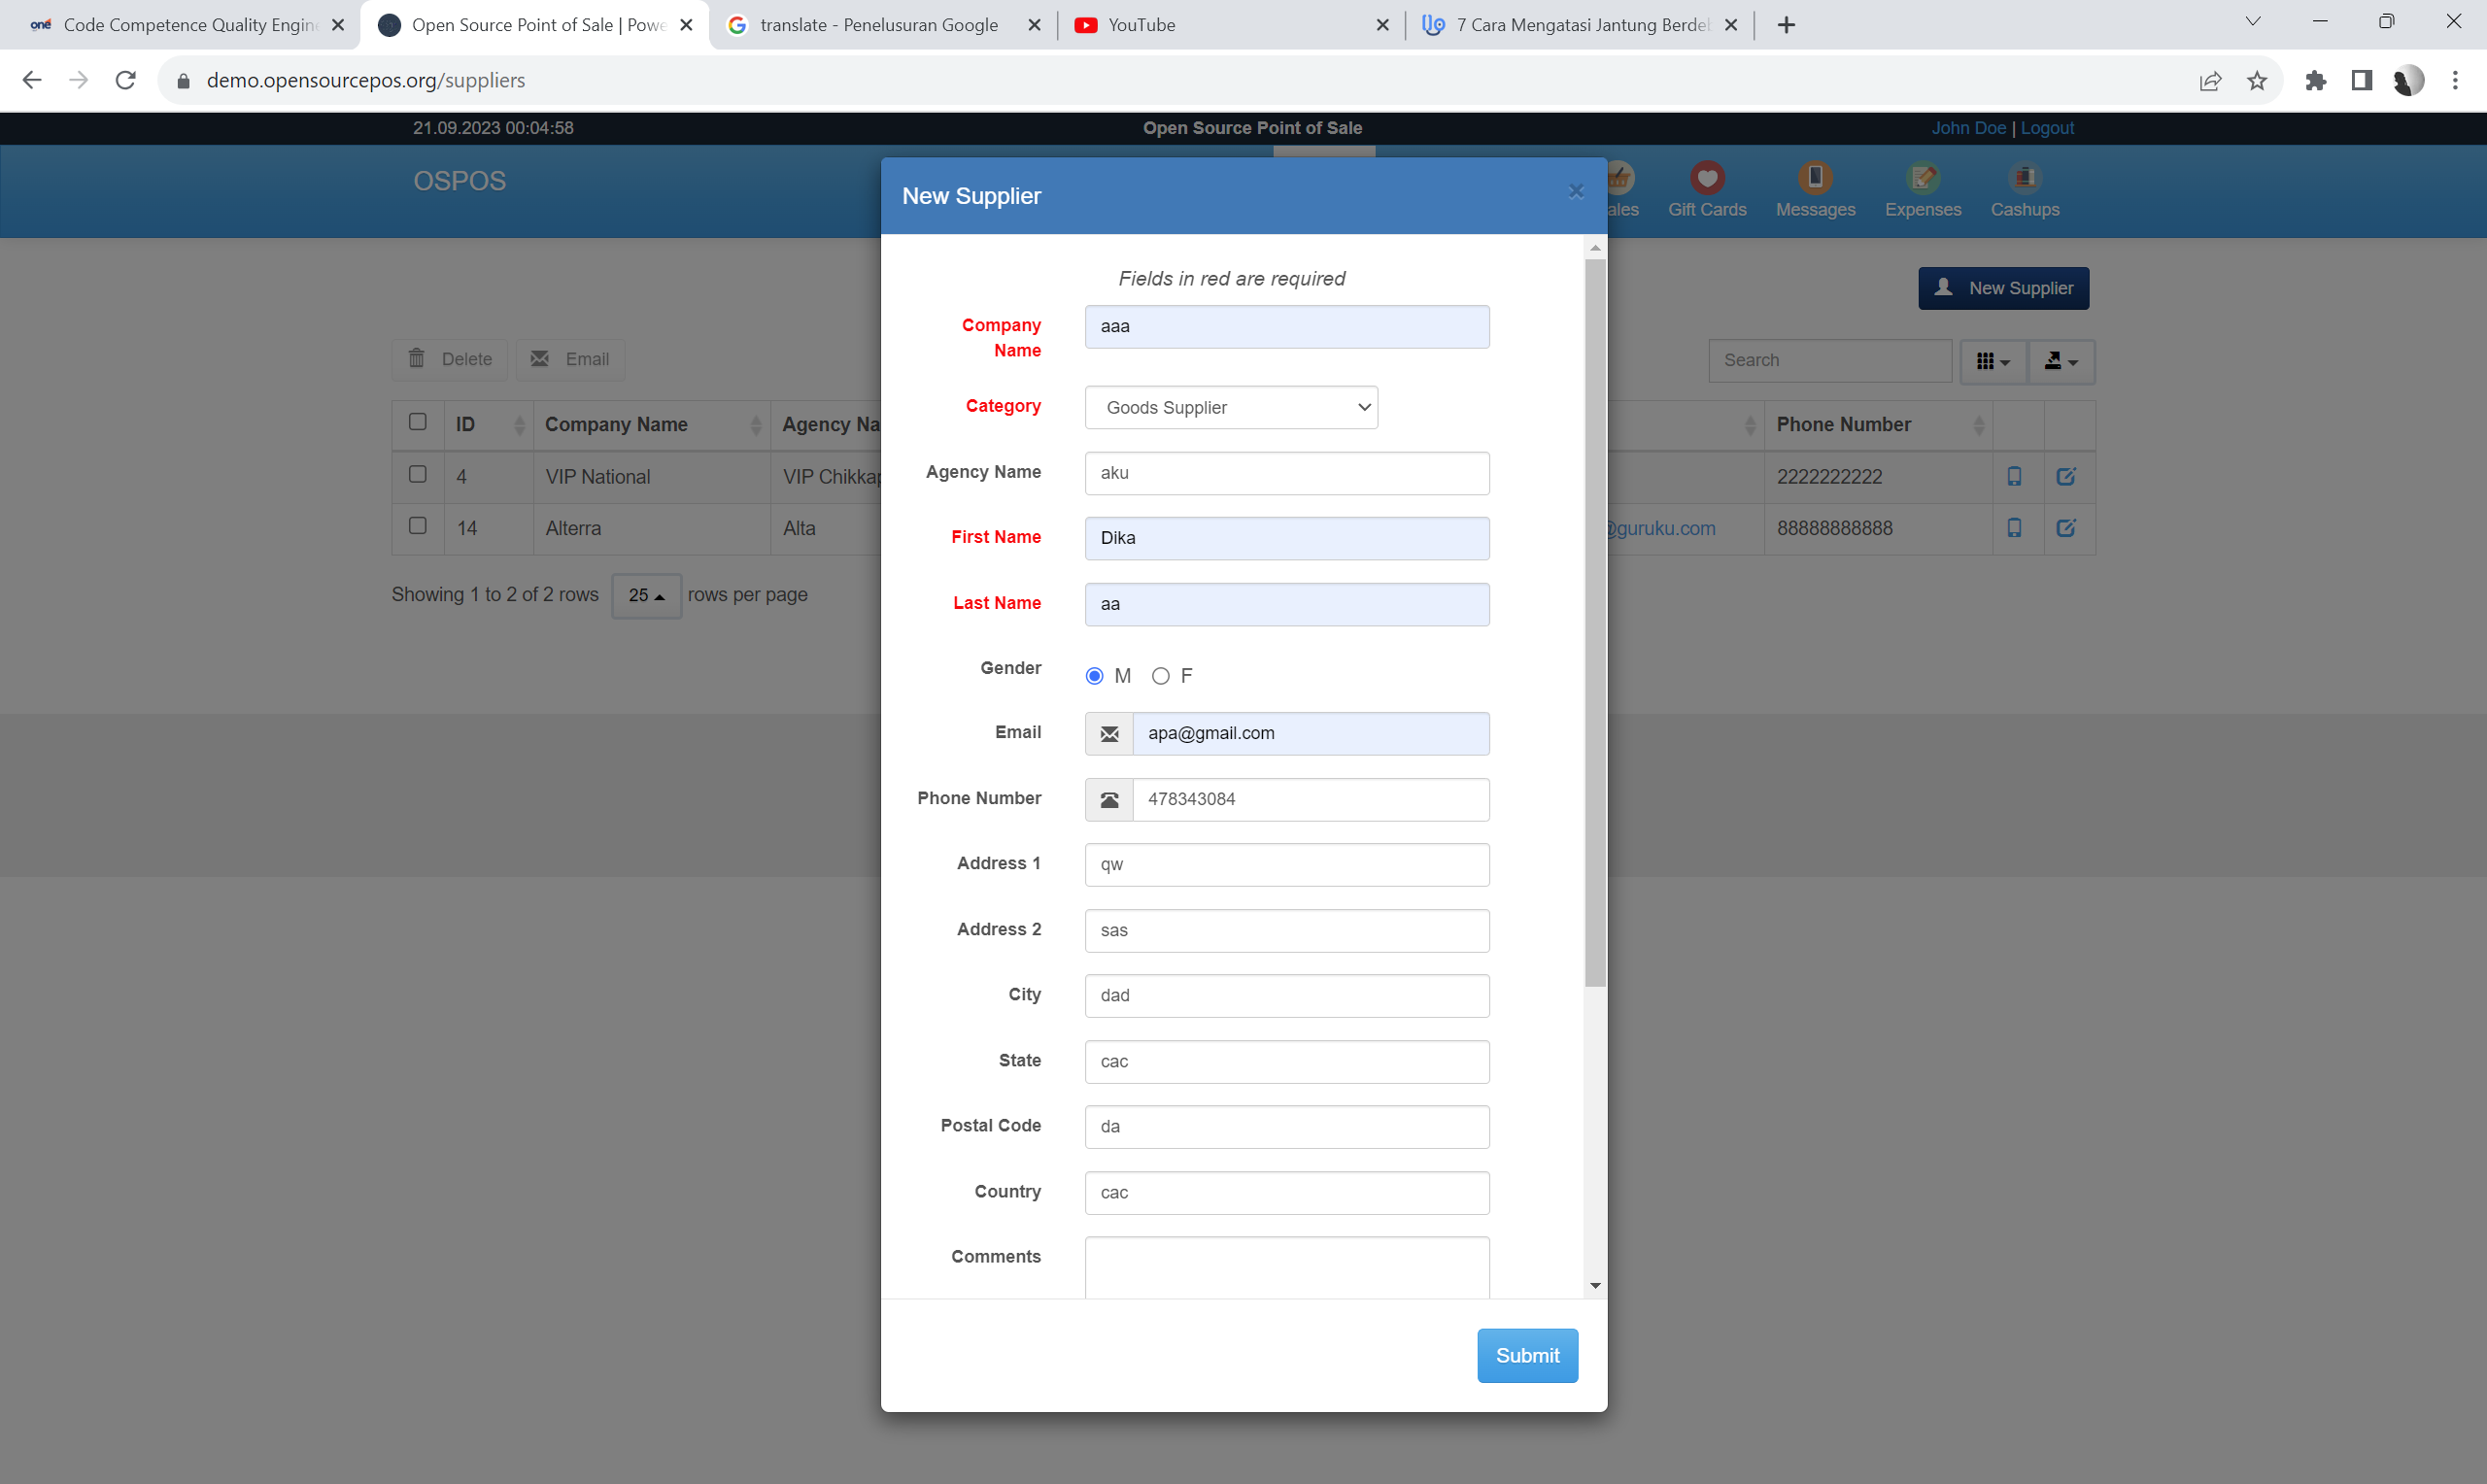 oné Code Competence Quality Engine
Open Source Point of Sale | Powe
translate - Penelusuran Google
YouTube
7 Cara Mengatasi Jantung Berdeb
demo.opensourcepos.org/suppliers
21.09.2023 00:04:58
Open Source Point of Sale
John Doe | Logout
OSPOS
ales
Gift Cards
Messages
Expenses
Cashups
New Supplier
New Supplier
Delete
Email
Search
ID
Company Name
Agency Na
Phone Number
4
VIP National
VIP Chikkap
2222222222
14
Alterra
Alta
@guruku.com
88888888888
Showing 1 to 2 of 2 rows 25 rows per page
Fields in red are required
Company
Name
aaa
Category
Goods Supplier
Agency Name
aku
First Name
Dika
Last Name
aa
Gender
M F
Email
apa@gmail.com
Phone Number
478343084
Address 1
qw
Address 2
sas
City
dad
State
cac
Postal Code
da
Country
cac
Comments
Submit